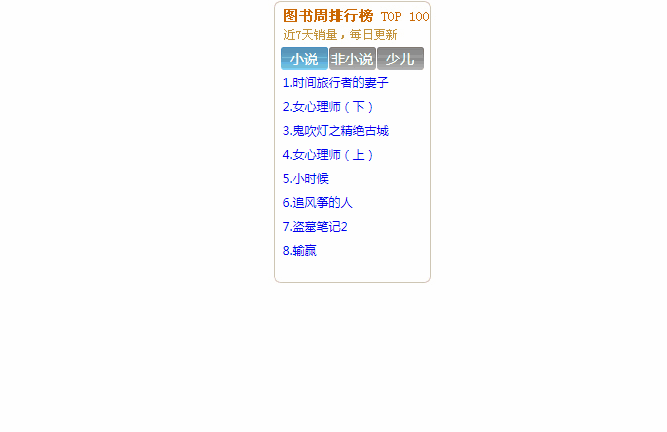 图书周排行榜 TOP 100
近7天销量，每日更新
小说 非小说 少儿
1.时间旅行者的妻子
2.女心理师（下）
3.鬼吹灯之精绝古城
4.女心理师（上）
5.小时候
6.追风筝的人
7.盗墓笔记2
8.输赢